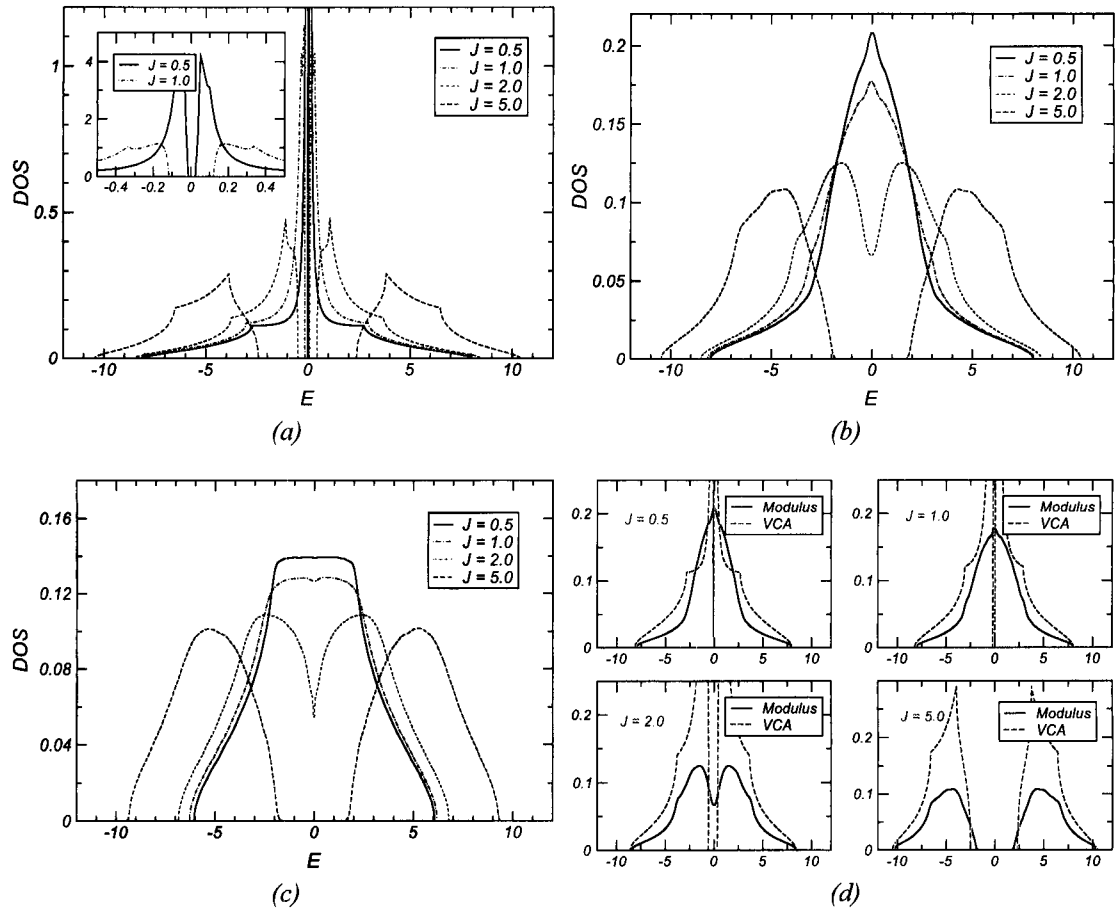 1
0.5
0
DOS
-10
-5
0
5
10
E
J = 0.5
J = 1.0
J = 2.0
J = 5.0
4
2
0
J = 0.5
J = 1.0
-0.4
-0.2
0
0.2
0.4
(a)
0.2
0.15
0.1
0.05
0
DOS
-10
-5
0
5
10
E
J = 0.5
J = 1.0
J = 2.0
J = 5.0
(b)
0.16
0.12
0.08
0.04
0
DOS
-10
-5
0
5
10
E
J = 0.5
J = 1.0
J = 2.0
J = 5.0
(c)
0.2
0.1
0
J = 0.5
Modulus
VCA
-10
-5
0
5
10
0.2
0.1
0
J = 1.0
Modulus
VCA
-10
-5
0
5
10
0.2
0.1
0
J = 2.0
Modulus
VCA
-10
-5
0
5
10
0.2
0.1
0
J = 5.0
Modulus
VCA
-10
-5
0
5
10
(d)